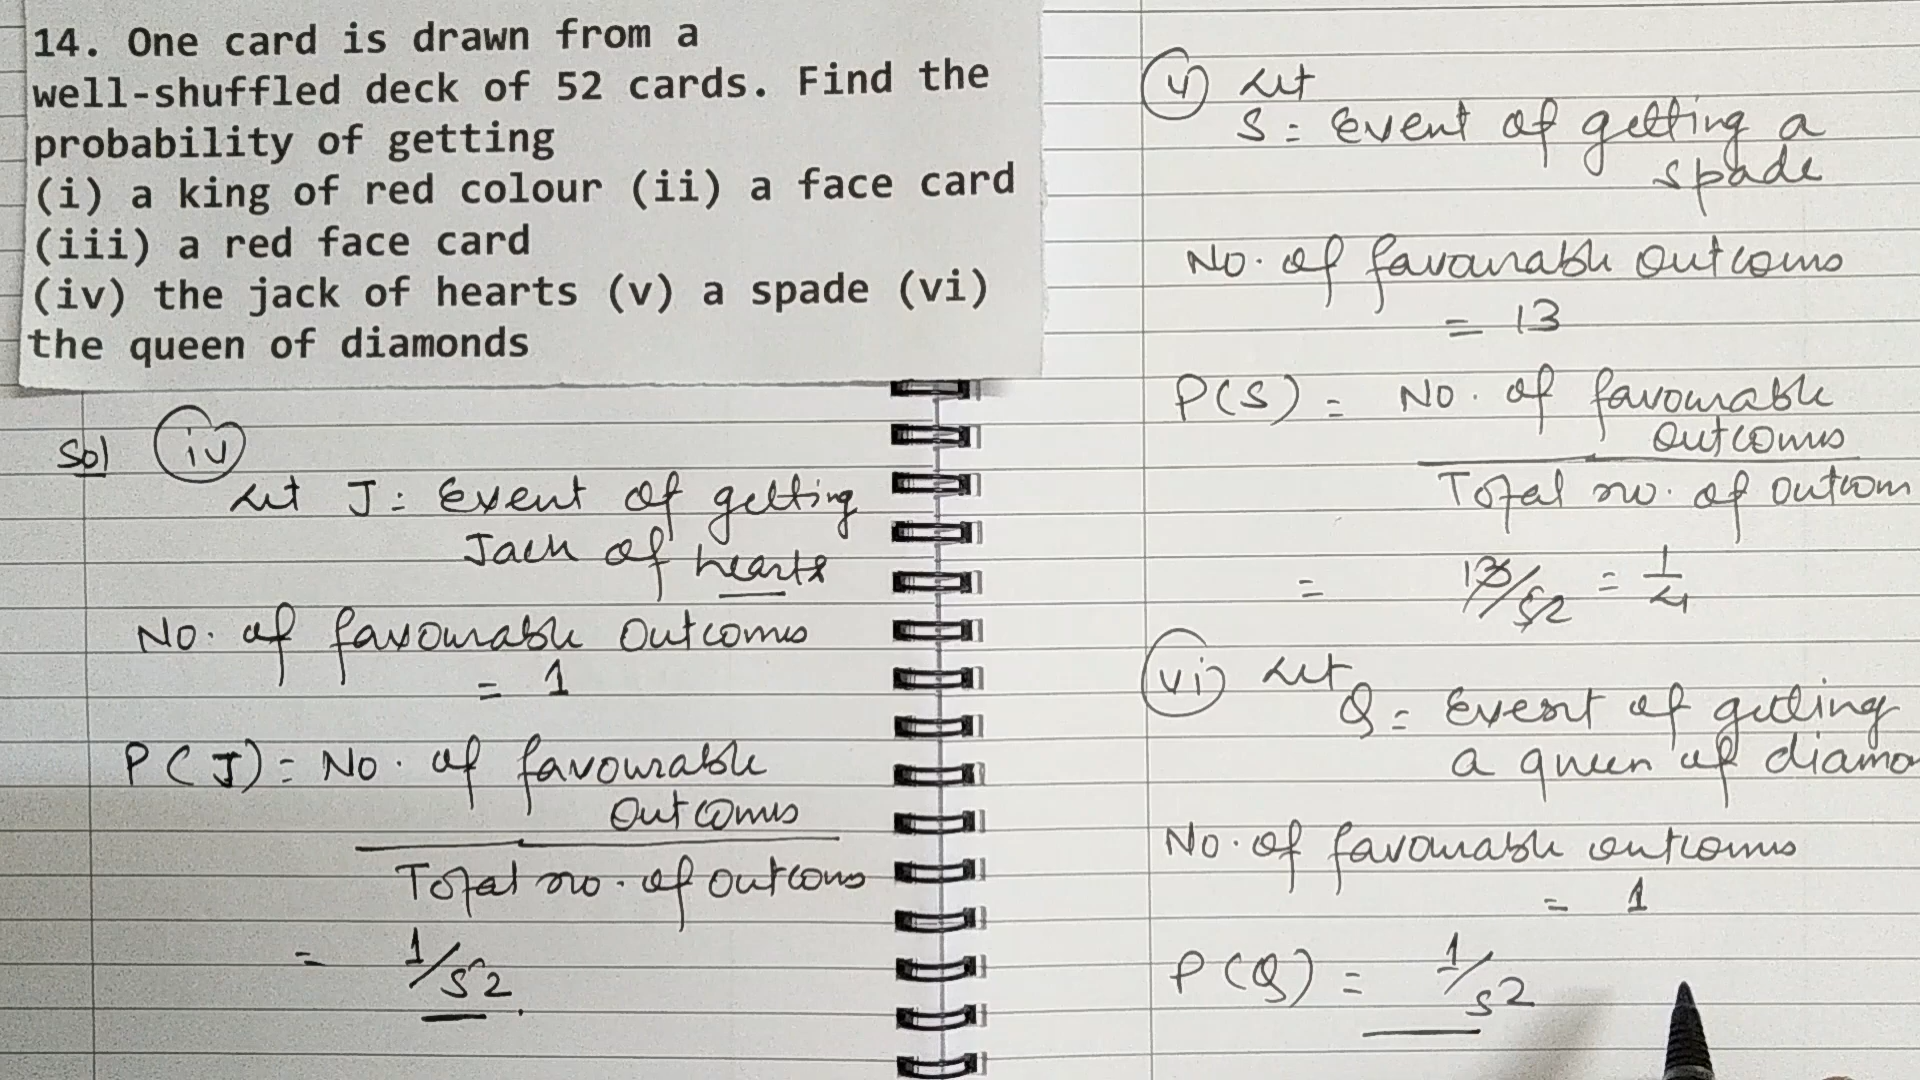 14. One card is drawn from a
well-shuffled deck of 52 cards. Find the
probability of getting
(i) a king of red colour (ii) a face card
(iii) a red face card
(iv) the jack of hearts (v) a spade (vi)
the queen of diamonds
Sol (iv)
Let J = Event of getting
Jack of hearts
No. of favourable outcomes
= 1
P(J) = No. of favourable
outcomes
Total no. of outcomes
= 1/52.
(v) Let
S = Event of getting a
spade
No. of favourable outcomes
= 13
P(S) = No. of favourable
outcomes
Total no. of outcom
= 13/52 = 1/4
(vi) Let
Q = Event of getting
a queen of diamo
No. of favourable outcomes
= 1
P(Q) = 1/52